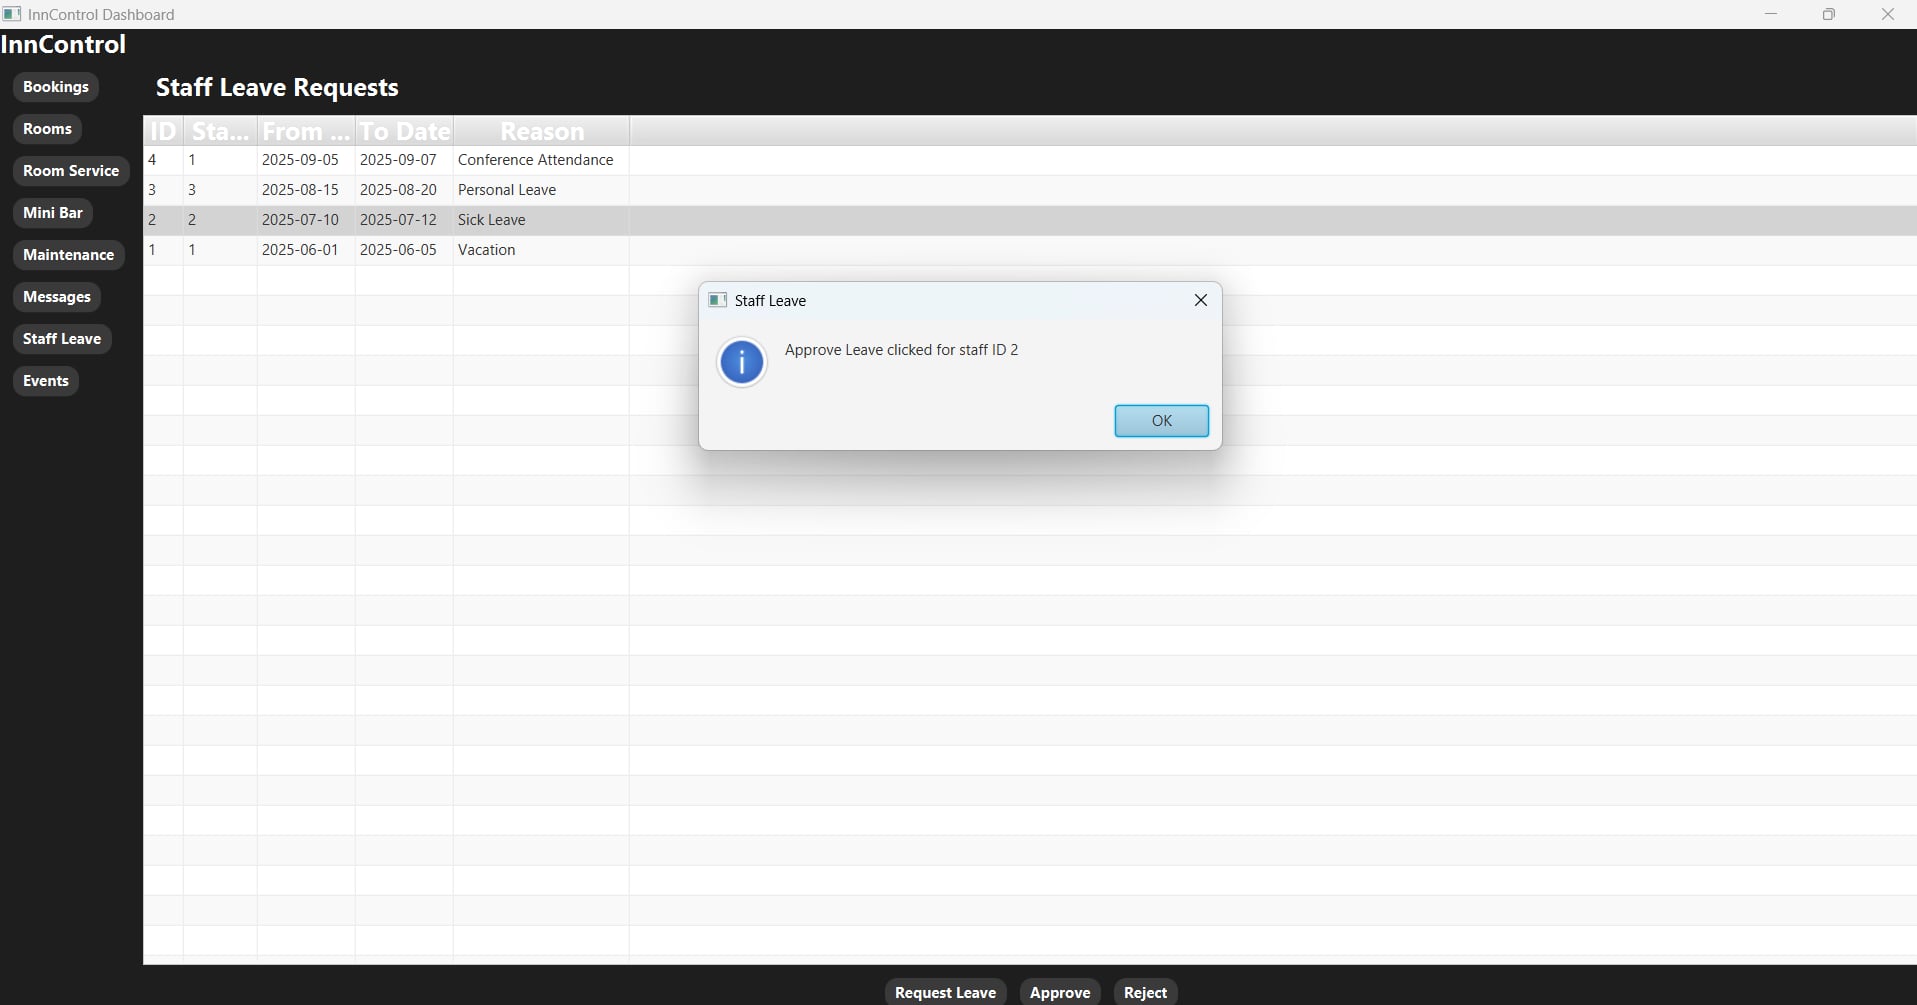 InnControl Dashboard
InnControl
Bookings
Rooms
Room Service
Mini Bar
Maintenance
Messages
Staff Leave
Events
Staff Leave Requests
ID Sta... From ... To Date Reason
4 1 2025-09-05 2025-09-07 Conference Attendance
3 3 2025-08-15 2025-08-20 Personal Leave
2 2 2025-07-10 2025-07-12 Sick Leave
1 1 2025-06-01 2025-06-05 Vacation
Staff Leave
Approve Leave clicked for staff ID 2
OK
Request Leave Approve Reject